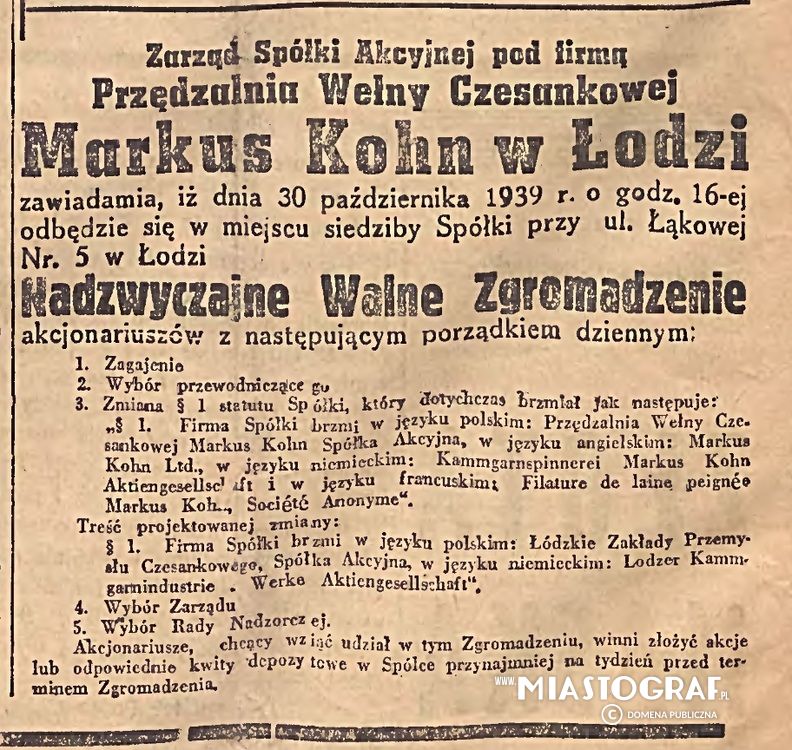 Zarząd Spółki Akcyjnej pod firmą
Przędzalnia Wełny Czesankowej
Markus Kohn w Łodzi
zawiadamia, iż dnia 30 października 1939 r. o godz. 16-ej
odbędzie się w miejscu siedziby Spółki przy ul. Łąkowej
Nr. 5 w Łodzi
Nadzwyczajne Walne Zgromadzenie
akcjonariuszów z następującym porządkiem dziennym:
1. Zagajenie
2. Wybór przewodniczące go
3. Zmiana § 1 statutu Spółki, który dotychczas brzmiał jak następuje:
„§ 1. Firma Spółki brzmi w języku polskim: Przędzalnia Wełny Cze-
sankowej Markus Kohn Spółka Akcyjna, w języku angielskim: Markus
Kohn Ltd., w języku niemieckim: Kammgarnspinnerei Markus Kohn
Aktiengesellschaft i w języku francuskim: Filature de laine peignée
Markus Koh.., Société Anonyme“.
Treść projektowanej zmiany:
§ 1. Firma Spółki brzmi w języku polskim: Łódzkie Zakłady Przemy-
słu Czesankowego, Spółka Akcyjna, w języku niemieckim: Lodzer Kamm-
garnindustrie . Werke Aktiengesellschaft“.
4. Wybór Zarządu
5. Wybór Rady Nadzorczej.
Akcjonariusze, chcący wziąć udział w tym Zgromadzeniu, winni złożyć akcje
lub odpowiednie kwity depozytowe w Spółce przynajmniej na tydzień przed ter-
minem Zgromadzenia.
www.MIASTOGRAF.PL
© DOMENA PUBLICZNA